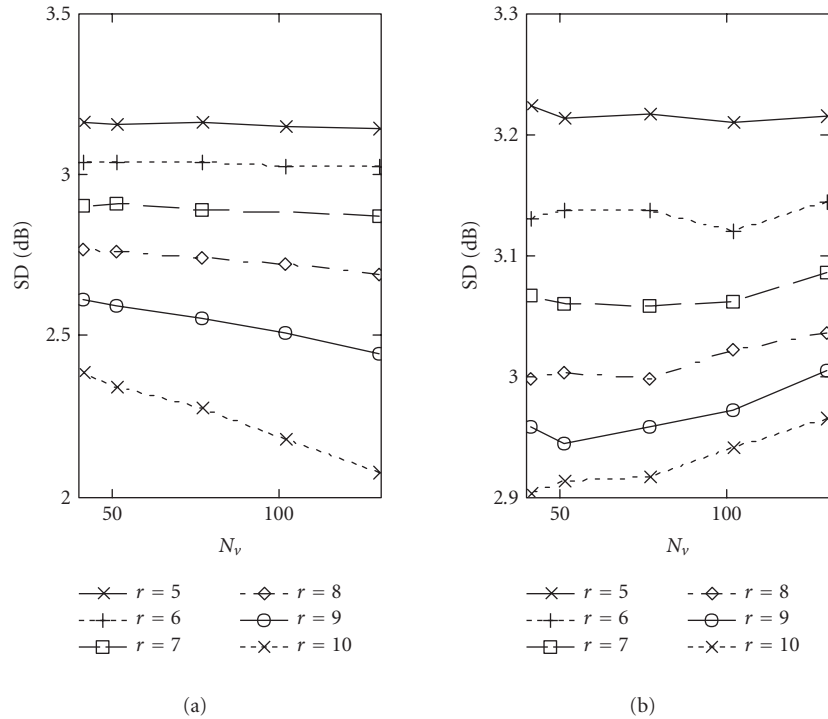 3.5
3
2.5
2
SD (dB)
50
100
N_v
r = 5
r = 6
r = 7
r = 8
r = 9
r = 10
(a)
3.3
3.2
3.1
3
2.9
SD (dB)
50
100
N_v
r = 5
r = 6
r = 7
r = 8
r = 9
r = 10
(b)